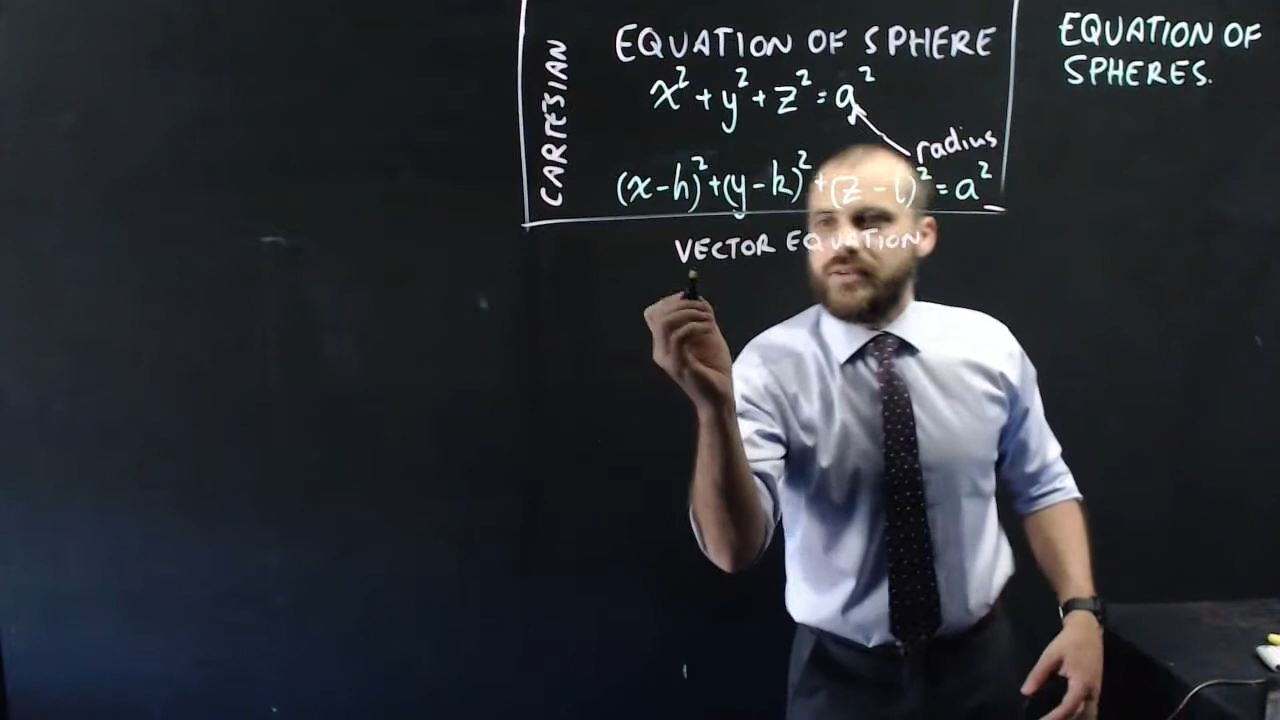 CARTESIAN
EQUATION OF SPHERE
x² + y² + z² = a²
radius
(x-h)² + (y-k)² + (z-l)² = a²
VECTOR EQUATION
EQUATION OF
SPHERES.